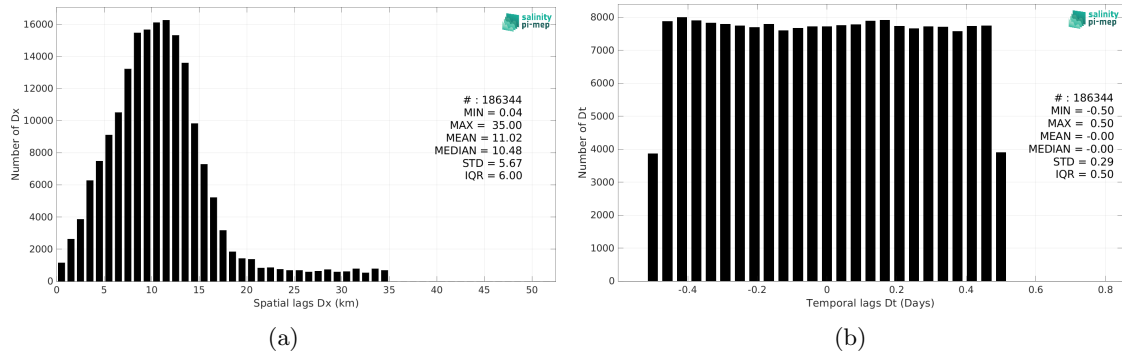 16000
14000
12000
10000
8000
6000
4000
2000
0
Number of Dx
salinity
pi-mep
# : 186344
MIN = 0.04
MAX = 35.00
MEAN = 11.02
MEDIAN = 10.48
STD = 5.67
IQR = 6.00
0 5 10 15 20 25 30 35 40 45 50
Spatial lags Dx (km)
(a)
8000
7000
6000
5000
4000
3000
2000
1000
0
Number of Dt
salinity
pi-mep
# : 186344
MIN = -0.50
MAX = 0.50
MEAN = -0.00
MEDIAN = -0.00
STD = 0.29
IQR = 0.50
-0.4 -0.2 0 0.2 0.4 0.6 0.8
Temporal lags Dt (Days)
(b)